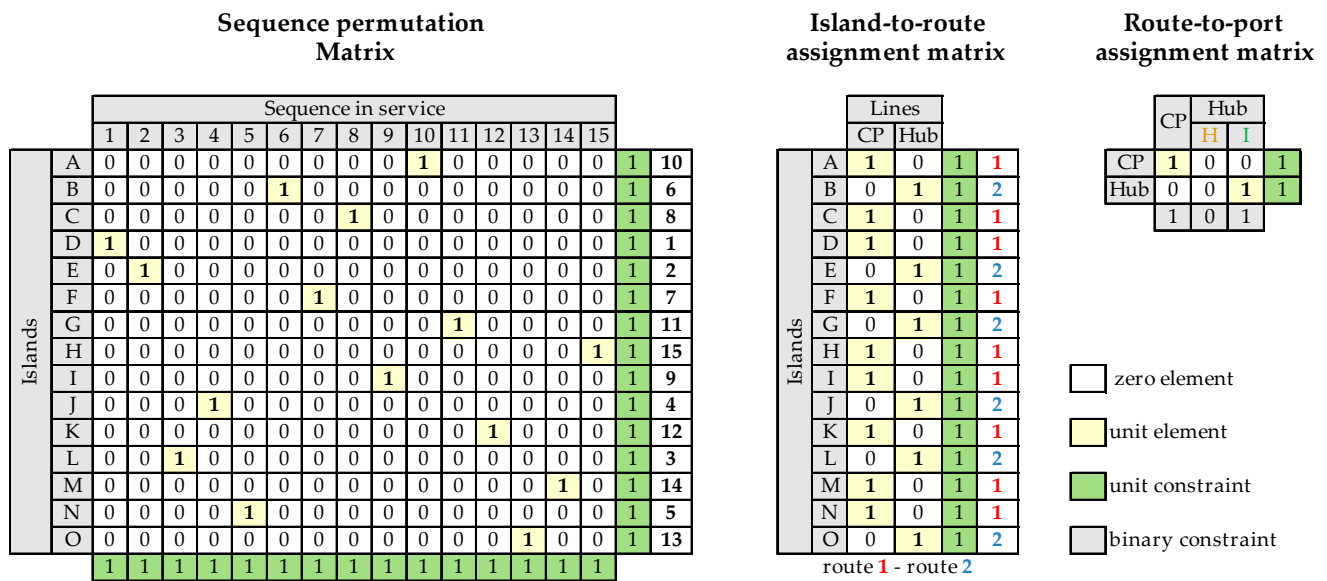 Sequence permutation
Matrix
Island-to-route
assignment matrix
Route-to-port
assignment matrix
Sequence in service
1 2 3 4 5 6 7 8 9 10 11 12 13 14 15
Islands
A 0 0 0 0 0 0 0 0 0 1 0 0 0 0 0 1 10
B 0 0 0 0 0 1 0 0 0 0 0 0 0 0 0 1 6
C 0 0 0 0 0 0 0 1 0 0 0 0 0 0 0 1 8
D 1 0 0 0 0 0 0 0 0 0 0 0 0 0 0 1 1
E 0 1 0 0 0 0 0 0 0 0 0 0 0 0 0 1 2
F 0 0 0 0 0 0 1 0 0 0 0 0 0 0 0 1 7
G 0 0 0 0 0 0 0 0 0 0 1 0 0 0 0 1 11
H 0 0 0 0 0 0 0 0 0 0 0 0 0 0 1 1 15
I 0 0 0 0 0 0 0 0 1 0 0 0 0 0 0 1 9
J 0 0 0 1 0 0 0 0 0 0 0 0 0 0 0 1 4
K 0 0 0 0 0 0 0 0 0 0 0 1 0 0 0 1 12
L 0 0 1 0 0 0 0 0 0 0 0 0 0 0 0 1 3
M 0 0 0 0 0 0 0 0 0 0 0 0 0 1 0 1 14
N 0 0 0 0 1 0 0 0 0 0 0 0 0 0 0 1 5
O 0 0 0 0 0 0 0 0 0 0 0 0 1 0 0 1 13
1 1 1 1 1 1 1 1 1 1 1 1 1 1 1
Lines
CP Hub
Islands
A 1 0 1 1
B 0 1 1 2
C 1 0 1 1
D 1 0 1 1
E 0 1 1 2
F 1 0 1 1
G 0 1 1 2
H 1 0 1 1
I 1 0 1 1
J 0 1 1 2
K 1 0 1 1
L 0 1 1 2
M 1 0 1 1
N 1 0 1 1
O 0 1 1 2
route 1 - route 2
CP Hub
H I
CP 1 0 0 1
Hub 0 0 1 1
1 0 1
zero element
unit element
unit constraint
binary constraint